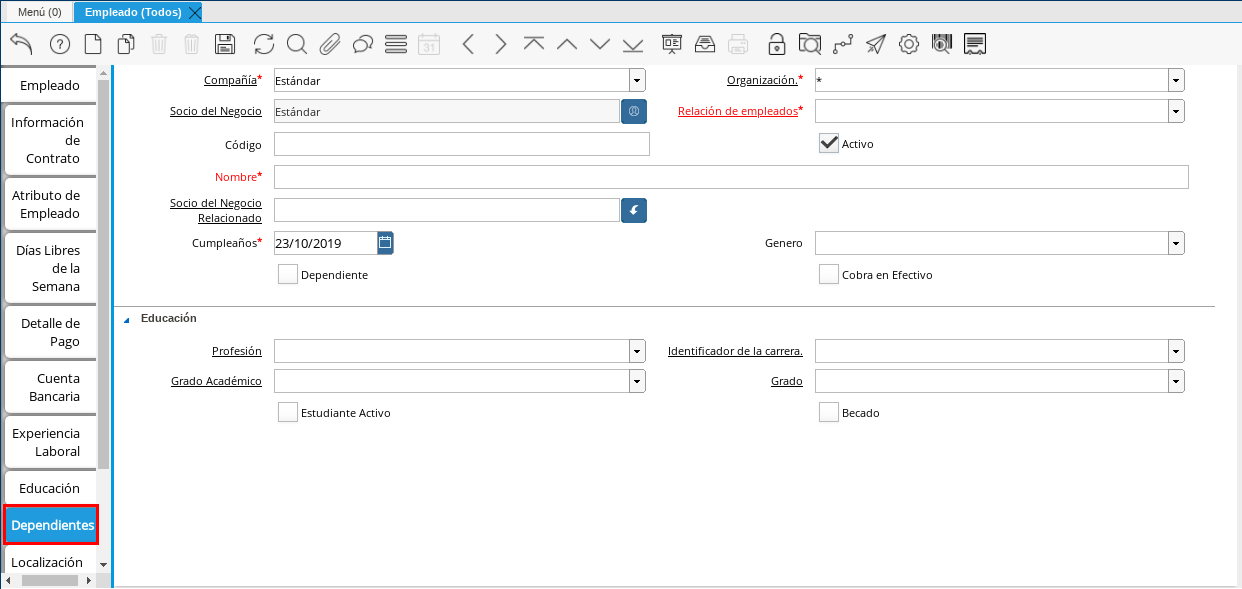 Menú (0)
Empleado (Todos)
31
Empleado
Información
de
Contrato
Atributo de
Empleado
Días Libres
de la
Semana
Detalle de
Pago
Cuenta
Bancaria
Experiencia
Laboral
Educación
Dependientes
Localización
Compañía* Estándar
Organización.* *
Socio del Negocio Estándar
Relación de empleados*
Código
Activo
Nombre*
Socio del Negocio
Relacionado
Cumpleaños* 23/10/2019
Genero
Dependiente
Cobra en Efectivo
Educación
Profesión
Identificador de la carrera.
Grado Académico
Grado
Estudiante Activo
Becado